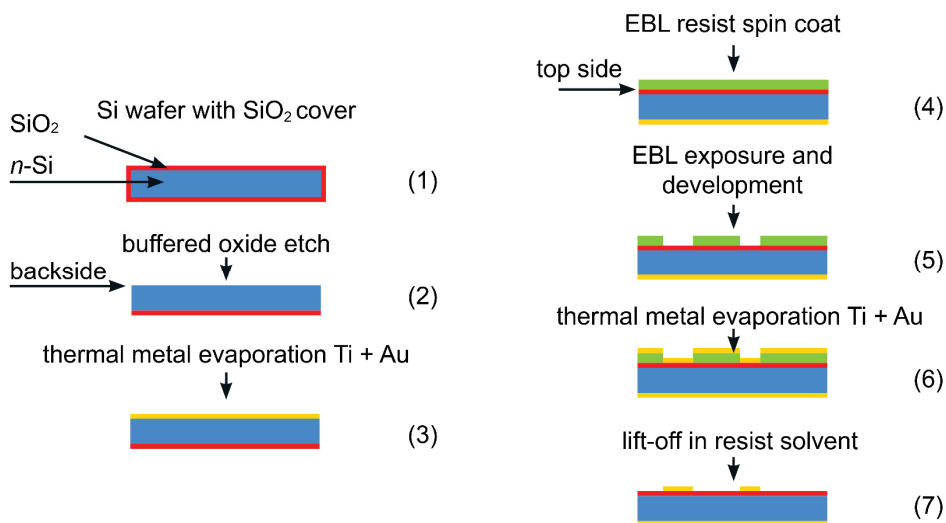 Si wafer with SiO₂ cover
SiO₂
n-Si
(1)
buffered oxide etch
backside
(2)
thermal metal evaporation Ti + Au
(3)
EBL resist spin coat
top side
(4)
EBL exposure and
development
(5)
thermal metal evaporation Ti + Au
(6)
lift-off in resist solvent
(7)